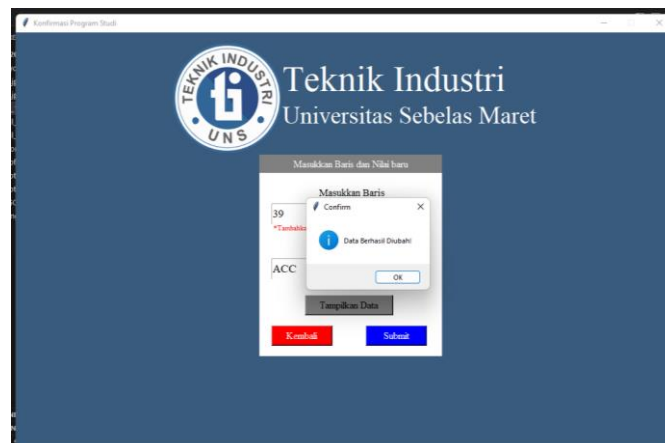 Konfirmasi Program Studi
TEKNIK INDUSTRI
UNS
Teknik Industri
Universitas Sebelas Maret
Masukkan Baris dan Nilai baru
Masukkan Baris
39
*Tambahka
Confirm
Data Berhasil Diubah!
OK
ACC
Tampilkan Data
Kembali
Submit